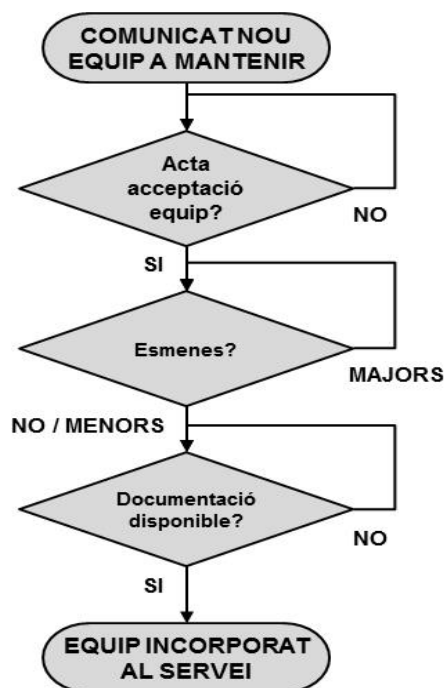 COMUNICAT NOU
EQUIP A MANTENIR
Acta
acceptació
equip?
NO
SI
Esmenes?
MAJORS
NO / MENORS
Documentació
disponible?
NO
SI
EQUIP INCORPORAT
AL SERVEI